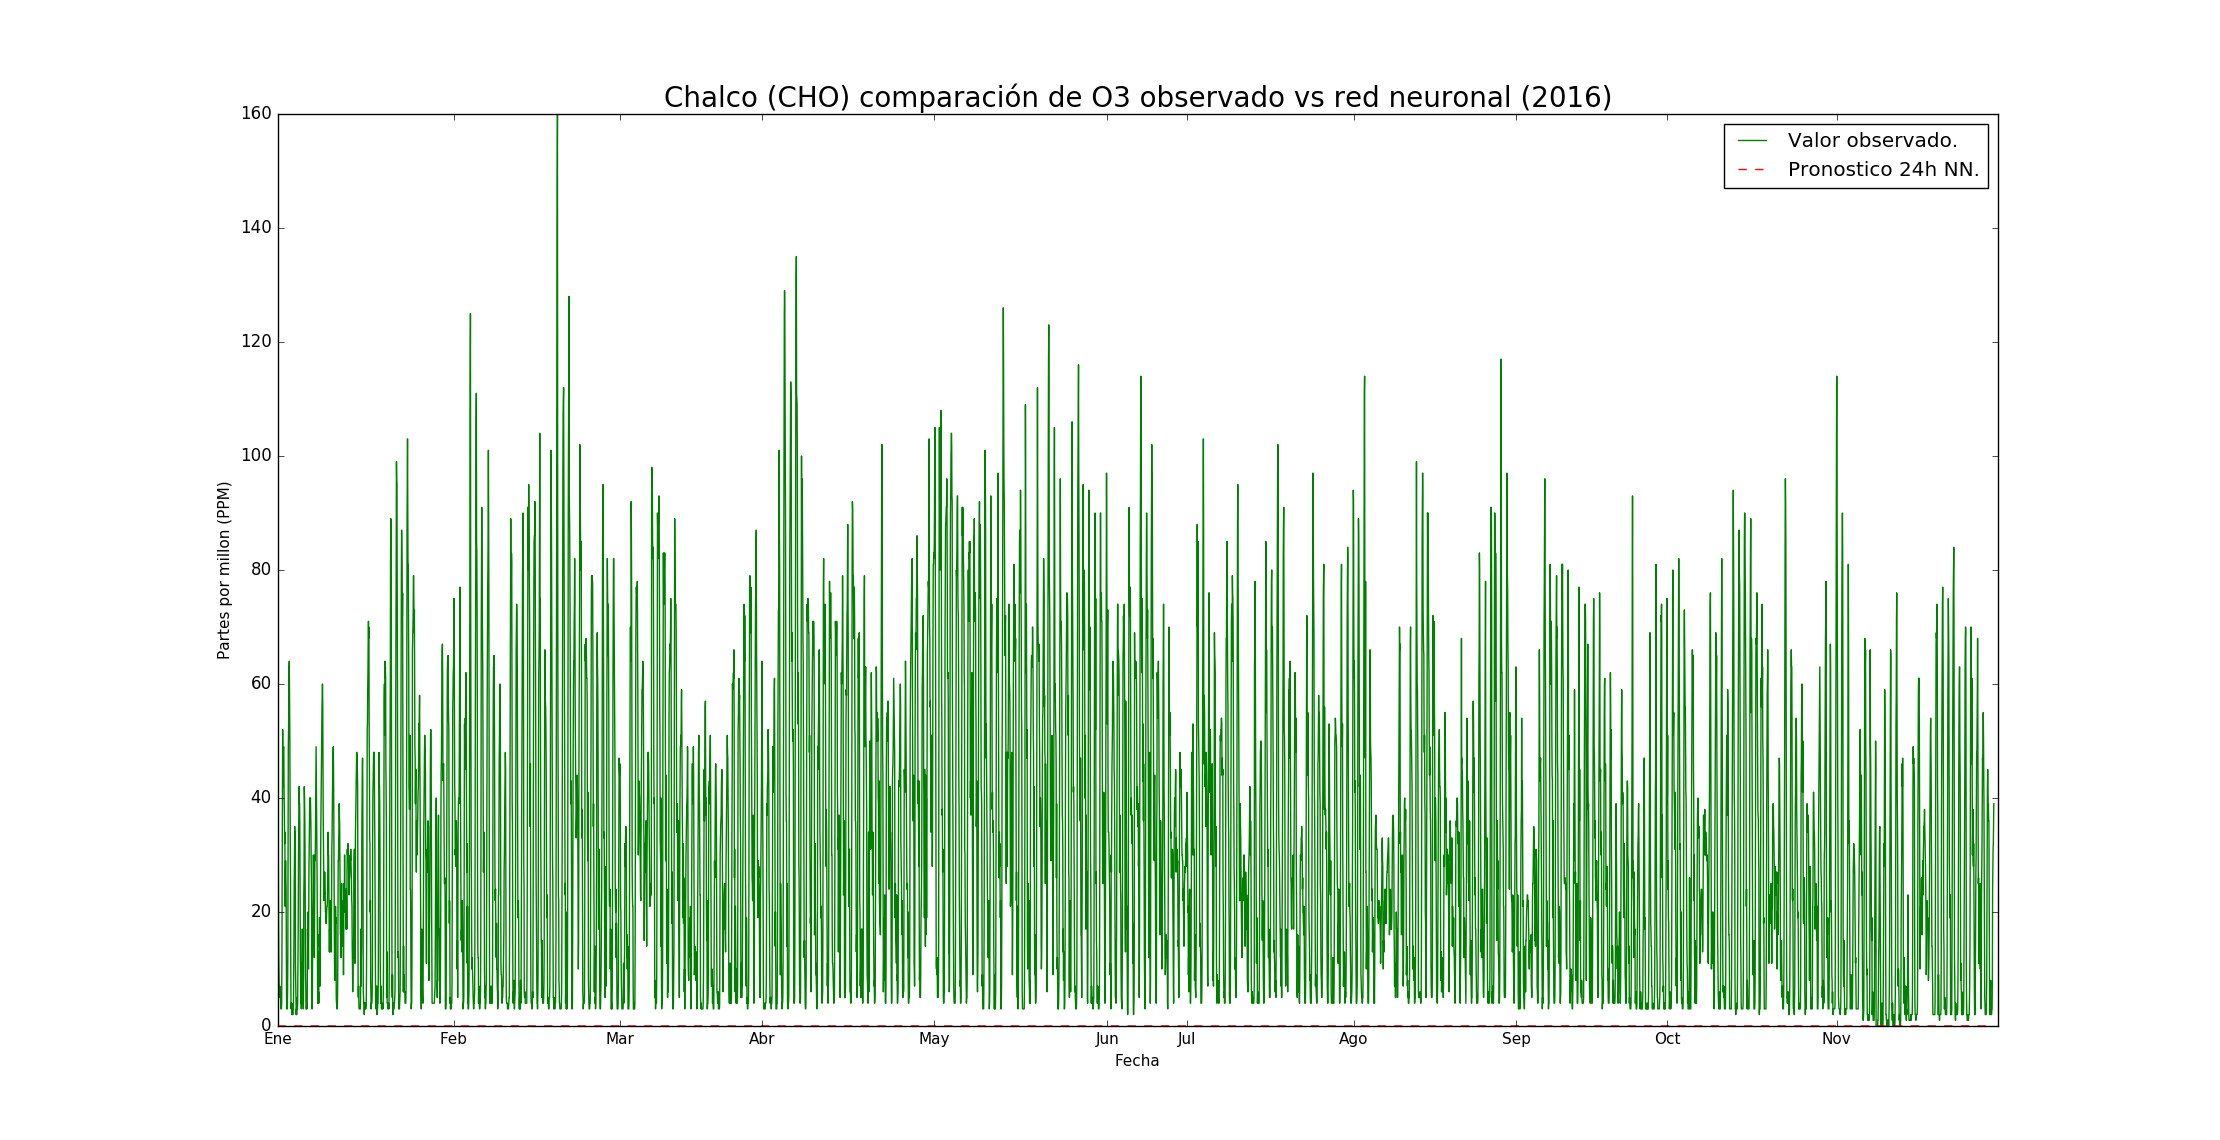 Chalco (CHO) comparación de O3 observado vs red neuronal (2016)
Valor observado.
Pronostico 24h NN.
Partes por millon (PPM)
160
140
120
100
80
60
40
20
0
Ene Feb Mar Abr May Jun Jul Ago Sep Oct Nov
Fecha